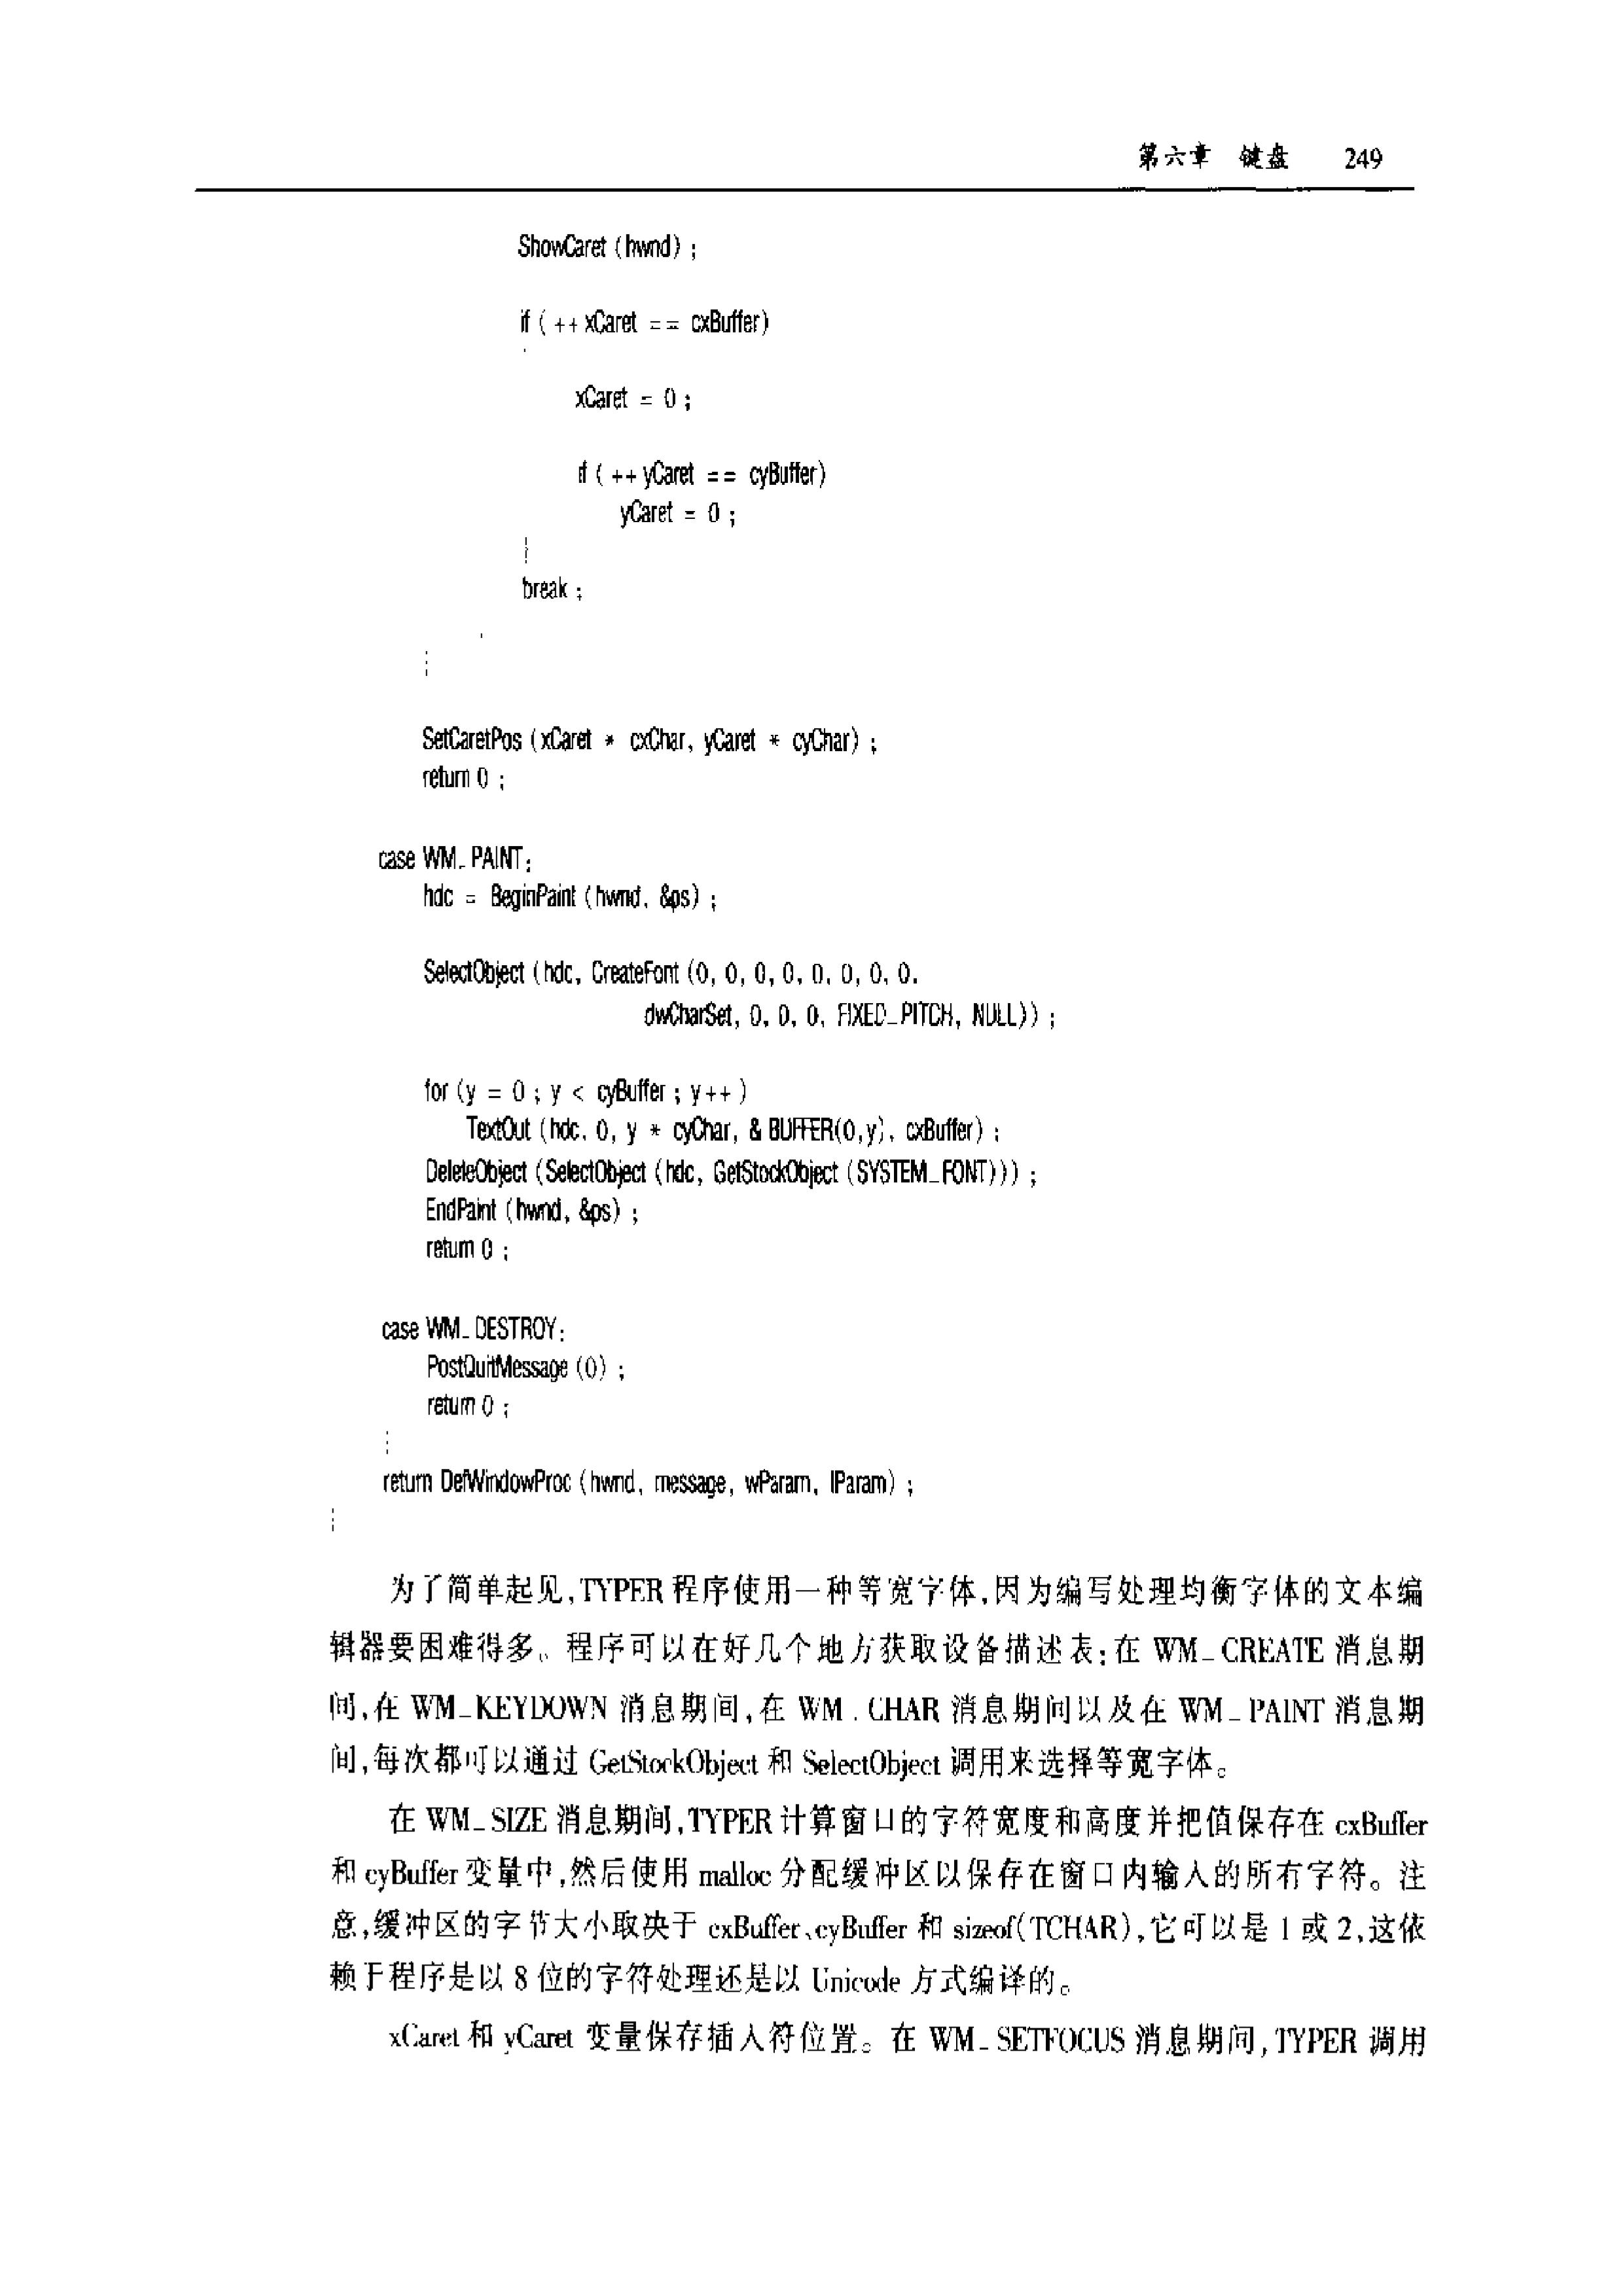 第六章 键盘 249
ShowCaret (hwnd) ;
if ( ++ xCaret == cxBuffer)
xCaret = 0 ;
if ( ++ yCaret == cyBuffer)
yCaret = 0 ;
}
break ;
}
SetCaretPos (xCaret * cxChar, yCaret * cyChar) ;
return 0 ;
case WM_PAINT:
hdc = BeginPaint (hwnd, &ps) ;
SelectObject (hdc, CreateFont (0, 0, 0, 0, 0, 0, 0, 0,
dwCharSet, 0, 0, 0, FIXED_PITCH, NULL)) ;
for (y = 0 ; y < cyBuffer ; y++ )
TextOut (hdc, 0, y * cyChar, & BUFFER(0,y), cxBuffer) ;
DeleteObject (SelectObject (hdc, GetStockObject (SYSTEM_FONT))) ;
EndPaint (hwnd, &ps) ;
return 0 ;
case WM_DESTROY:
PostQuitMessage (0) ;
return 0 ;
}
return DefWindowProc (hwnd, message, wParam, lParam) ;
}
为了简单起见,TYPER 程序使用一种等宽字体,因为编写处理均衡字体的文本编
辑器要困难得多。程序可以在好几个地方获取设备描述表:在 WM_CREATE 消息期
间,在 WM_KEYDOWN 消息期间,在 WM_CHAR 消息期间以及在 WM_PAINT 消息期
间,每次都可以通过 GetStockObject 和 SelectObject 调用来选择等宽字体。
在 WM_SIZE 消息期间,TYPER 计算窗口的字符宽度和高度并把值保存在 cxBuffer
和 cyBuffer 变量中,然后使用 malloc 分配缓冲区以保存在窗口内输入的所有字符。注
意,缓冲区的字节大小取决于 cxBuffer、cyBuffer 和 sizeof(TCHAR),它可以是 1 或 2,这依
赖于程序是以 8 位的字符处理还是以 Unicode 方式编译的。
xCaret 和 yCaret 变量保存插入符位置。在 WM_SETFOCUS 消息期间,TYPER 调用